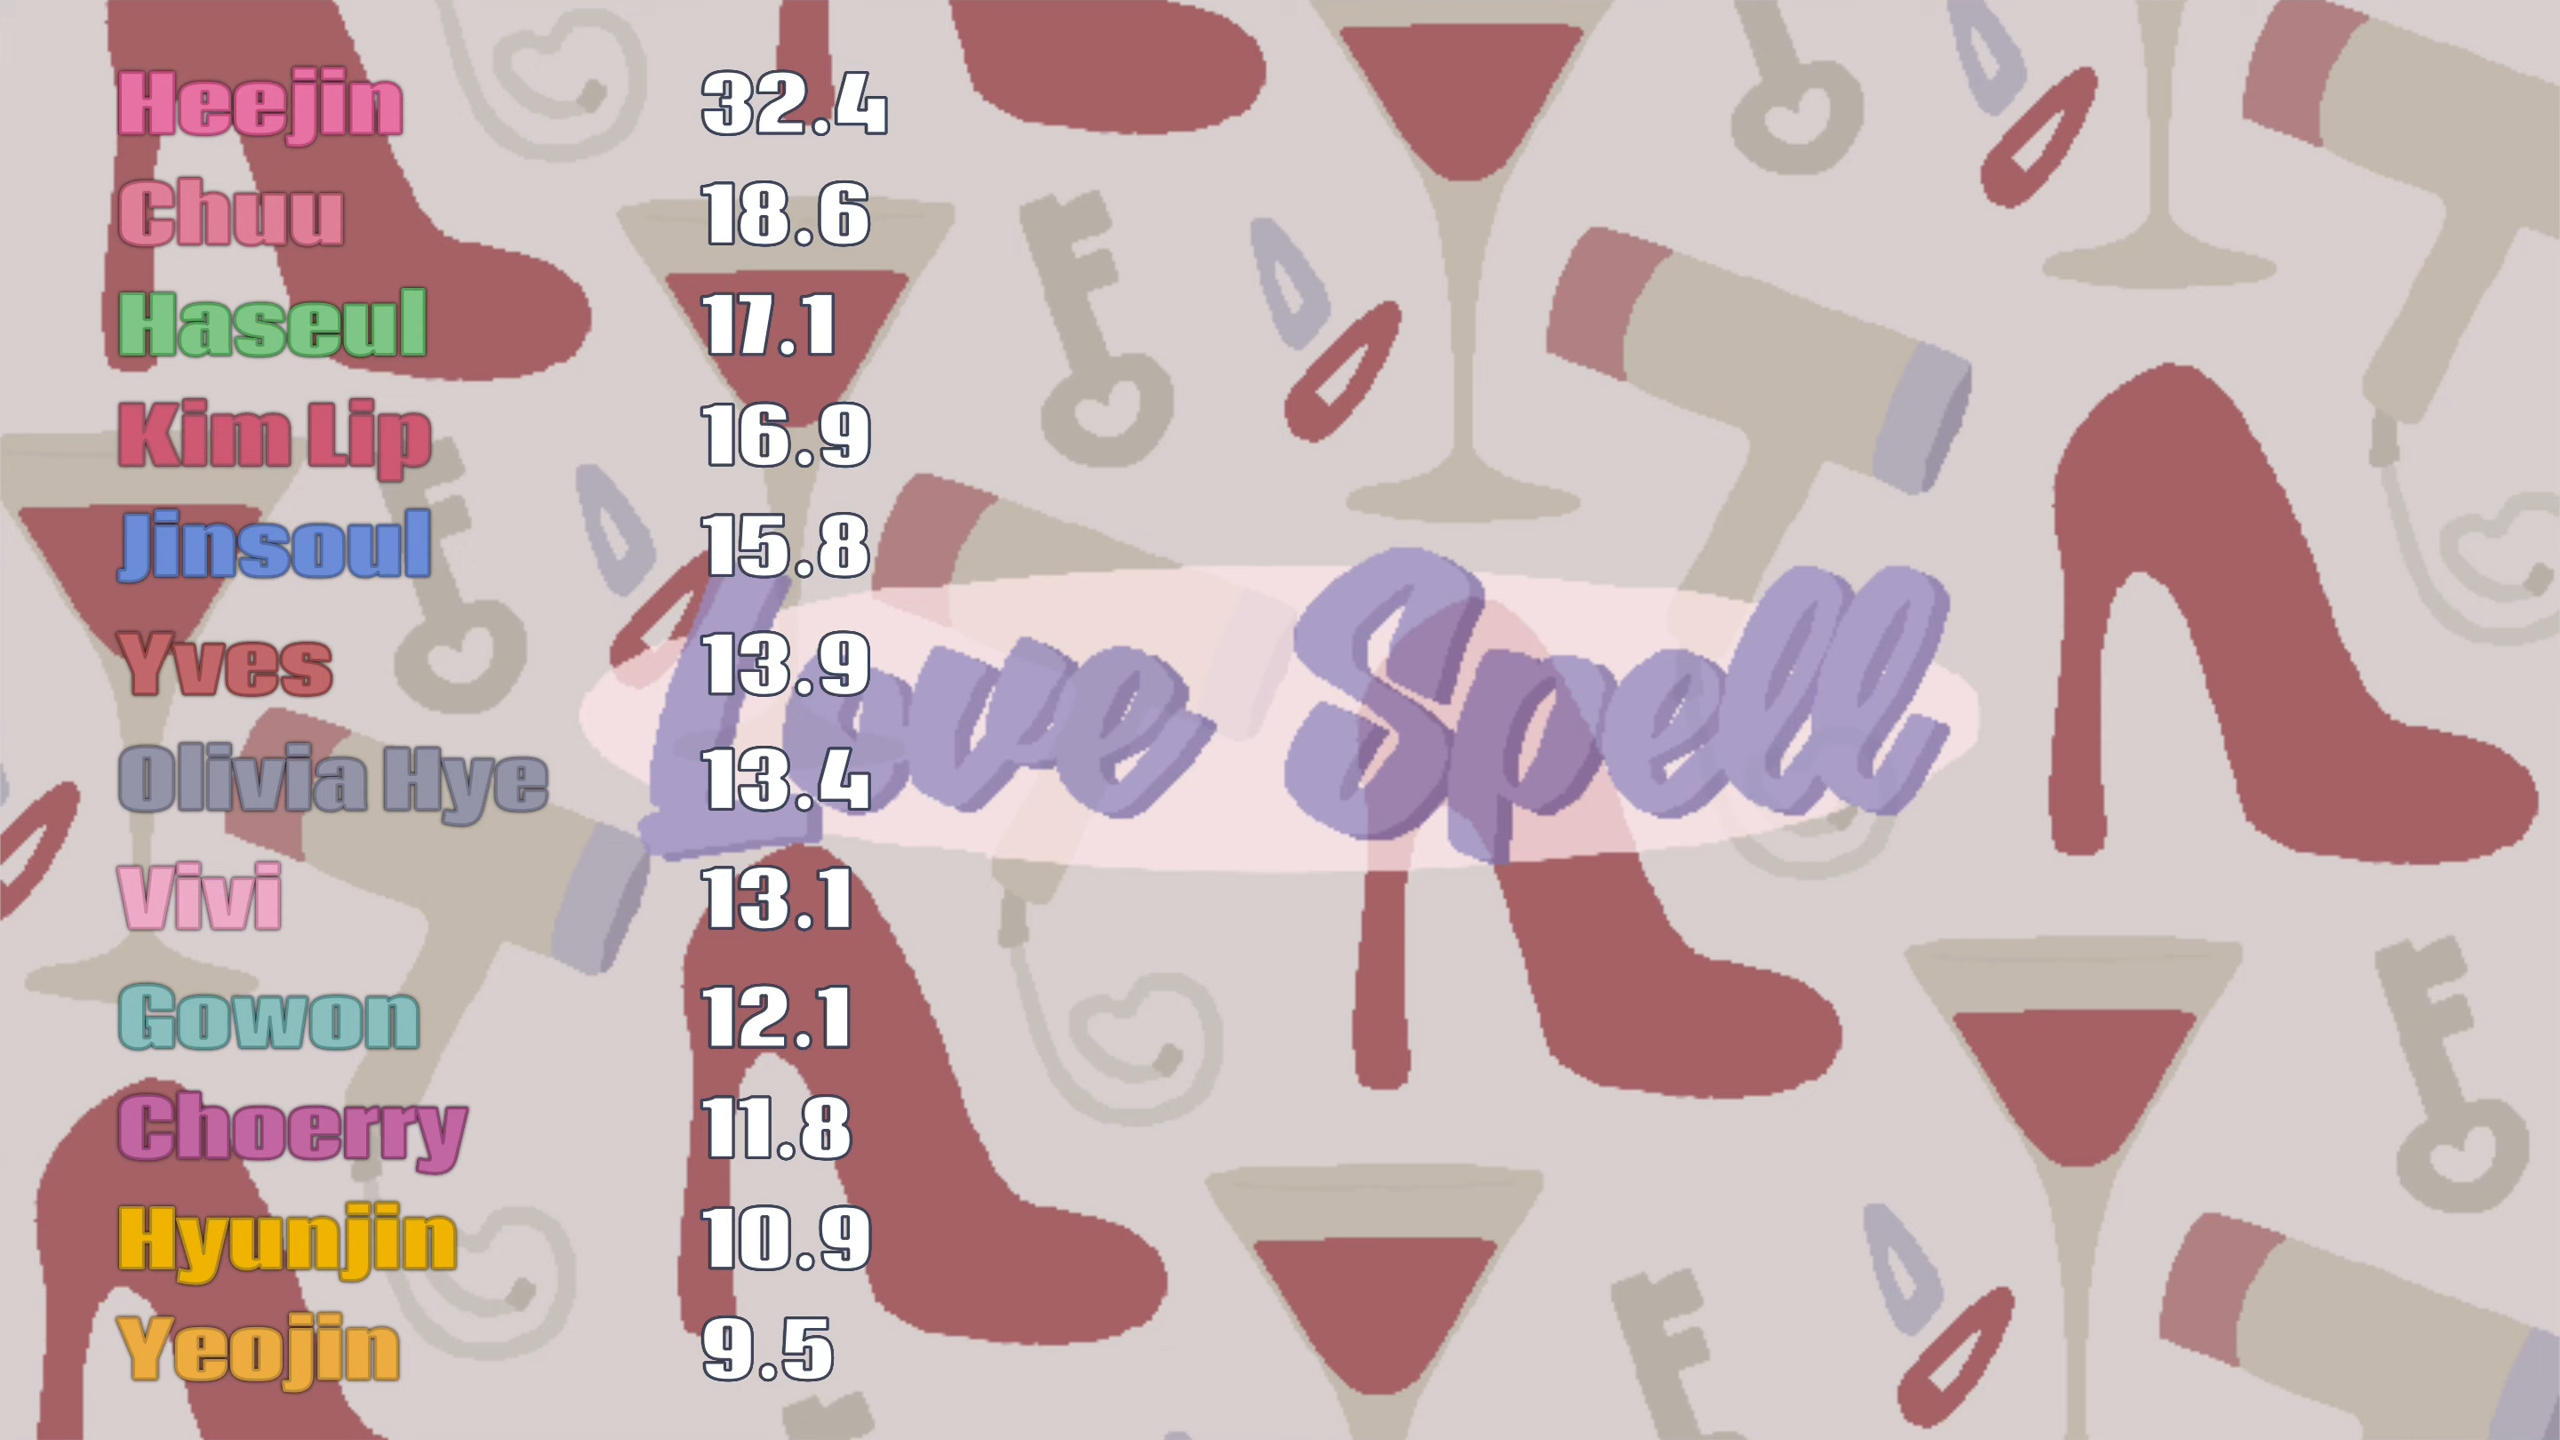 Heejin 32.4
Chuu 18.6
Haseul 17.1
Kim Lip 16.9
Jinsoul 15.8
Yves 13.9
Olivia Hye 13.4
Vivi 13.1
Gowon 12.1
Choerry 11.8
Hyunjin 10.9
Yeojin 9.5
Love Spell